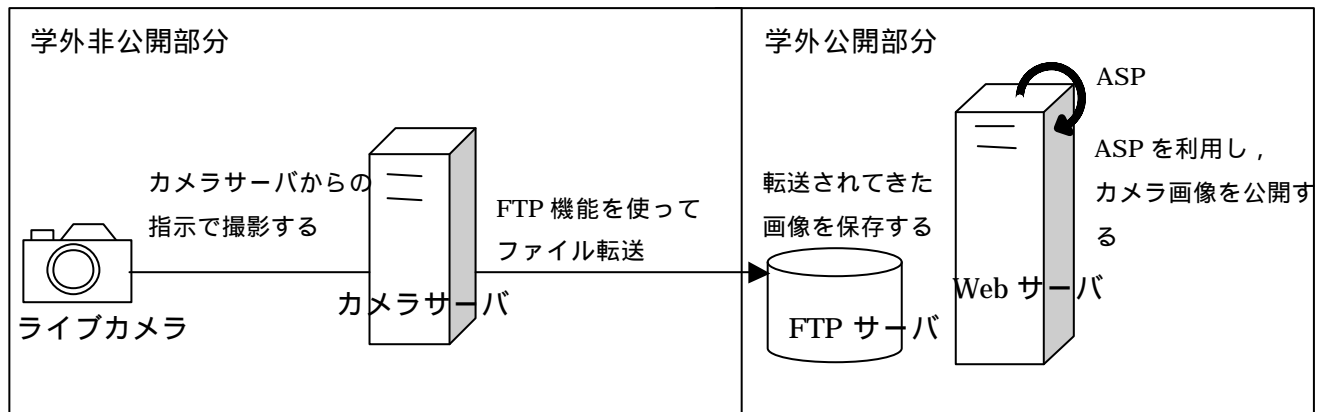 学外非公開部分
カメラサーバからの
指示で撮影する
FTP 機能を使って
ファイル転送
カメラサーバ
ライブカメラ
学外公開部分
ASP
ASP を利用し，
カメラ画像を公開す
る
転送されてきた
画像を保存する
Web サーバ
FTP サーバ